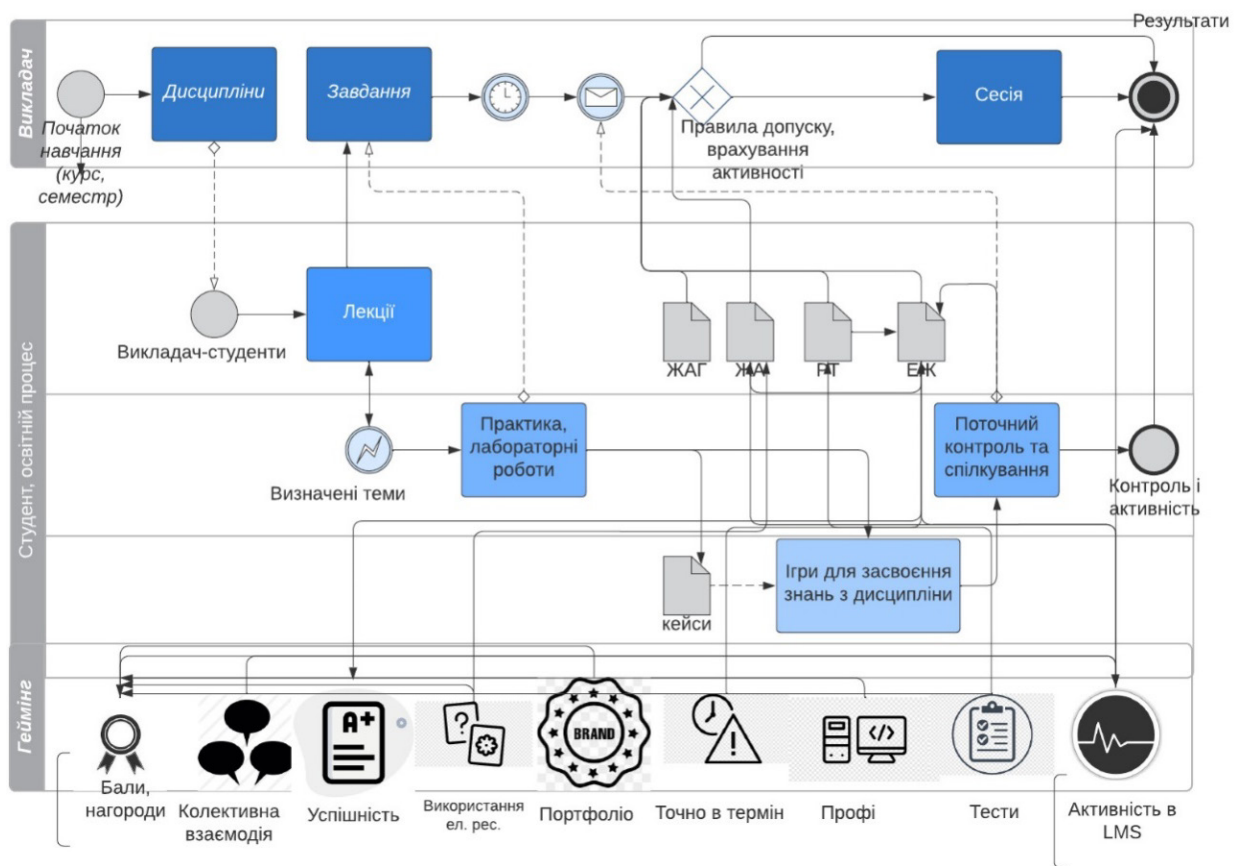 Результати
Викладач
Дисципліни
Завдання
Сесія
Початок
навчання
(курс,
семестр)
Правила допуску,
врахування
активності
Студент, освітній процес
Лекції
Викладач-студенти
ЖАГ
ЖА
РТ
ЕЖ
Практика,
лабораторні
роботи
Поточний
контроль та
спілкування
Визначені теми
Контроль і
активність
Ігри для засвоєння
знань з дисципліни
кейси
Геймінг
A+
?
BRAND
!
</>
Бали,
нагороди
Колективна
взаємодія
Успішність
Використання
ел. рес.
Портфоліо
Точно в термін
Профі
Тести
Активність в
LMS